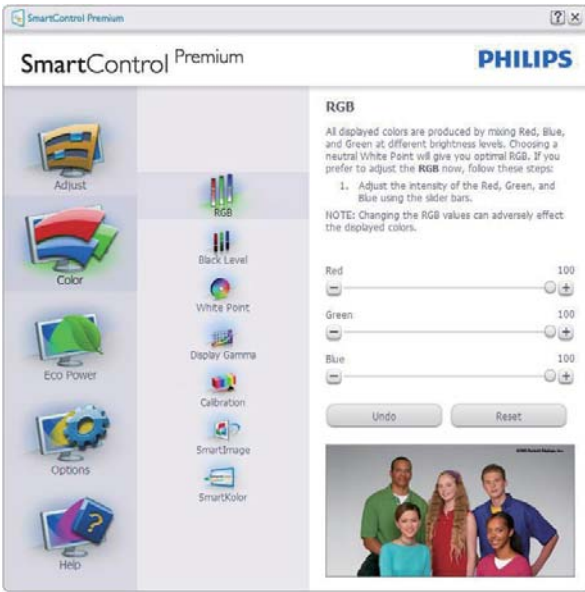 SmartControl Premium
SmartControl Premium
PHILIPS
Adjust
Color
Eco Power
Options
Help
RGB
Black Level
White Point
Display Gamma
Calibration
SmartImage
SmartKolor
RGB
All displayed colors are produced by mixing Red, Blue,
and Green at different brightness levels. Choosing a
neutral White Point will give you optimal RGB. If you
prefer to adjust the RGB now, follow these steps:
1. Adjust the intensity of the Red, Green, and
Blue using the slider bars.
NOTE: Changing the RGB values can adversely effect
the displayed colors.
Red 100
Green 100
Blue 100
Undo Reset